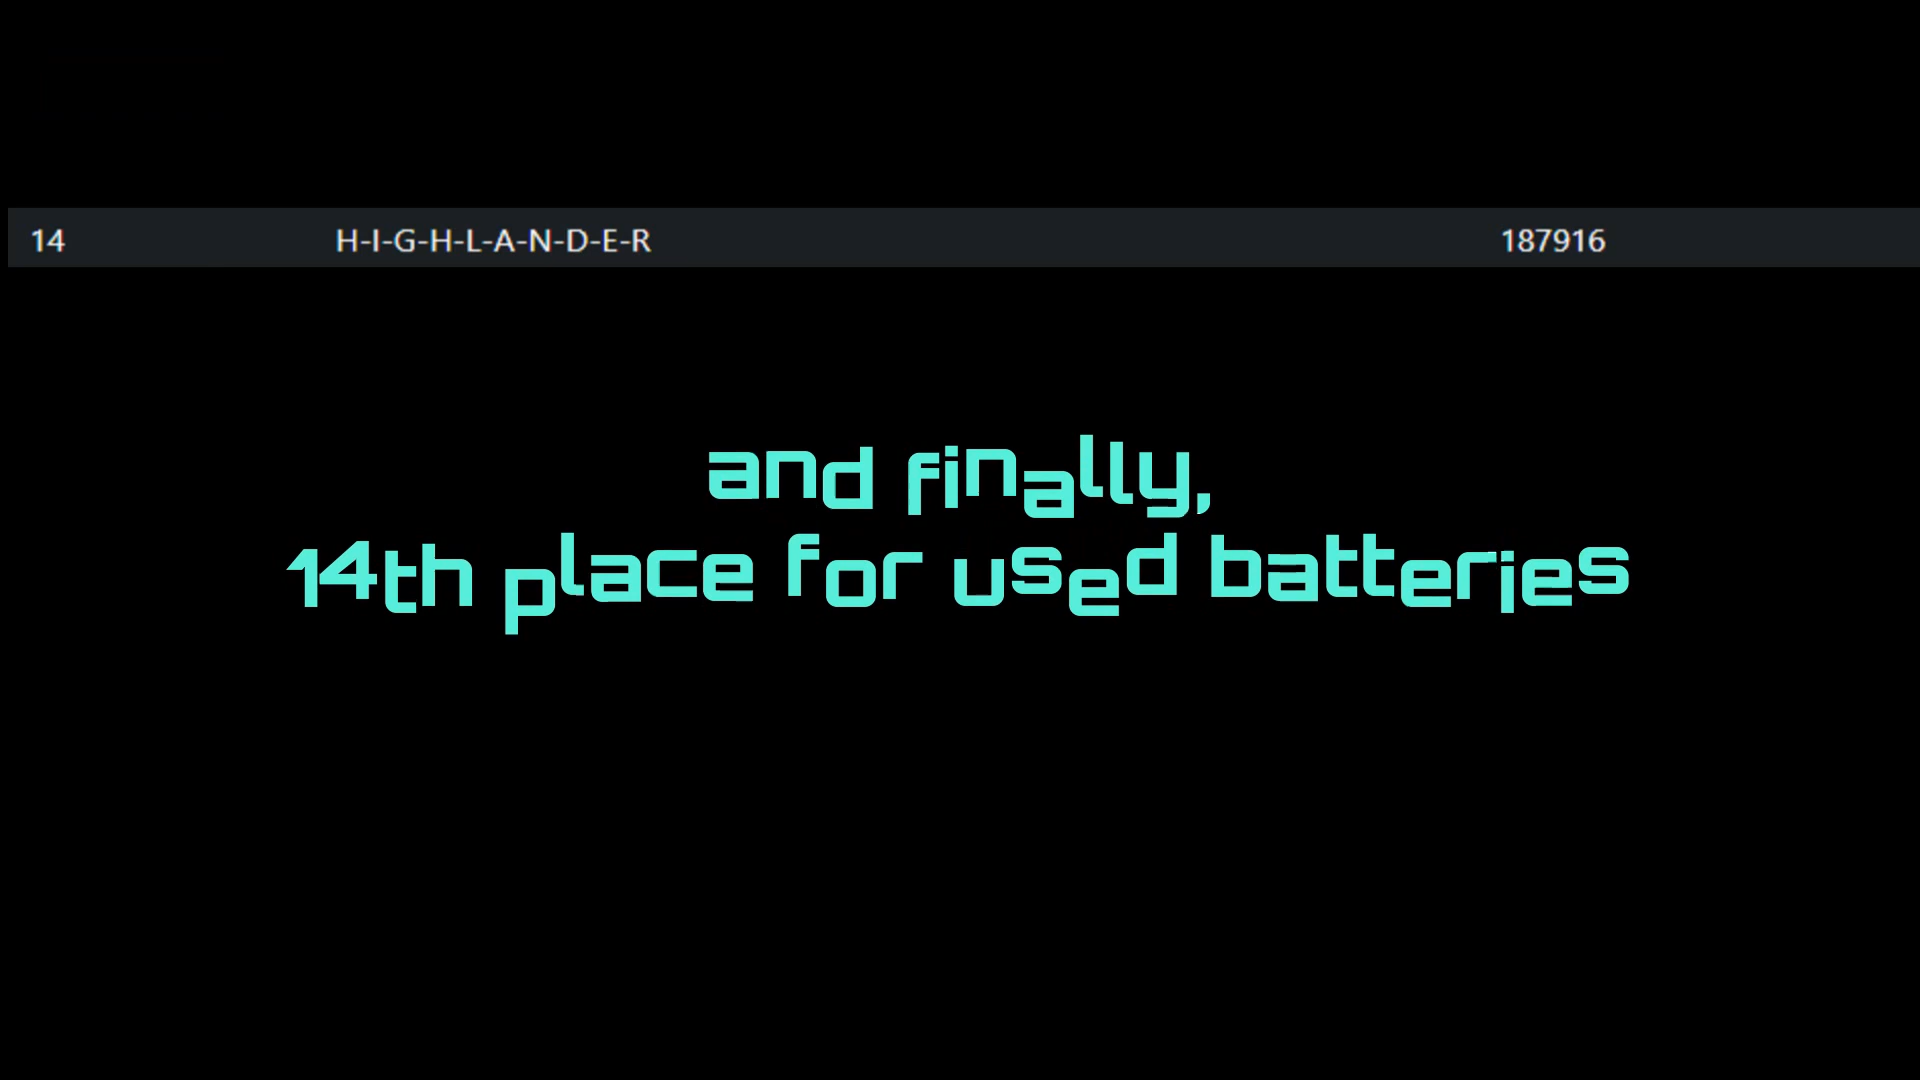 14 H-I-G-H-L-A-N-D-E-R 187916
and finally,
14th place for used batteries